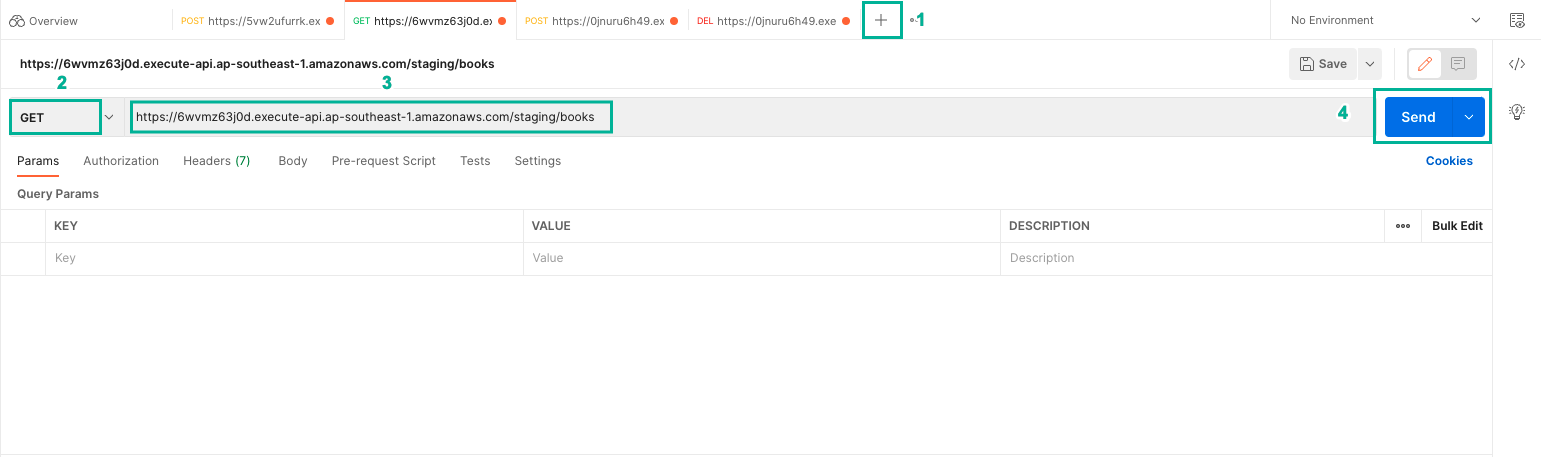 Overview POST https://5vw2ufurrk.ex GET https://6wvmz63j0d.ex POST https://0jnuru6h49.ex DEL https://0jnuru6h49.exe 1 No Environment
https://6wvmz63j0d.execute-api.ap-southeast-1.amazonaws.com/staging/books Save
2 3
GET https://6wvmz63j0d.execute-api.ap-southeast-1.amazonaws.com/staging/books 4 Send
Params Authorization Headers (7) Body Pre-request Script Tests Settings Cookies
Query Params
KEY VALUE DESCRIPTION Bulk Edit
Key Value Description